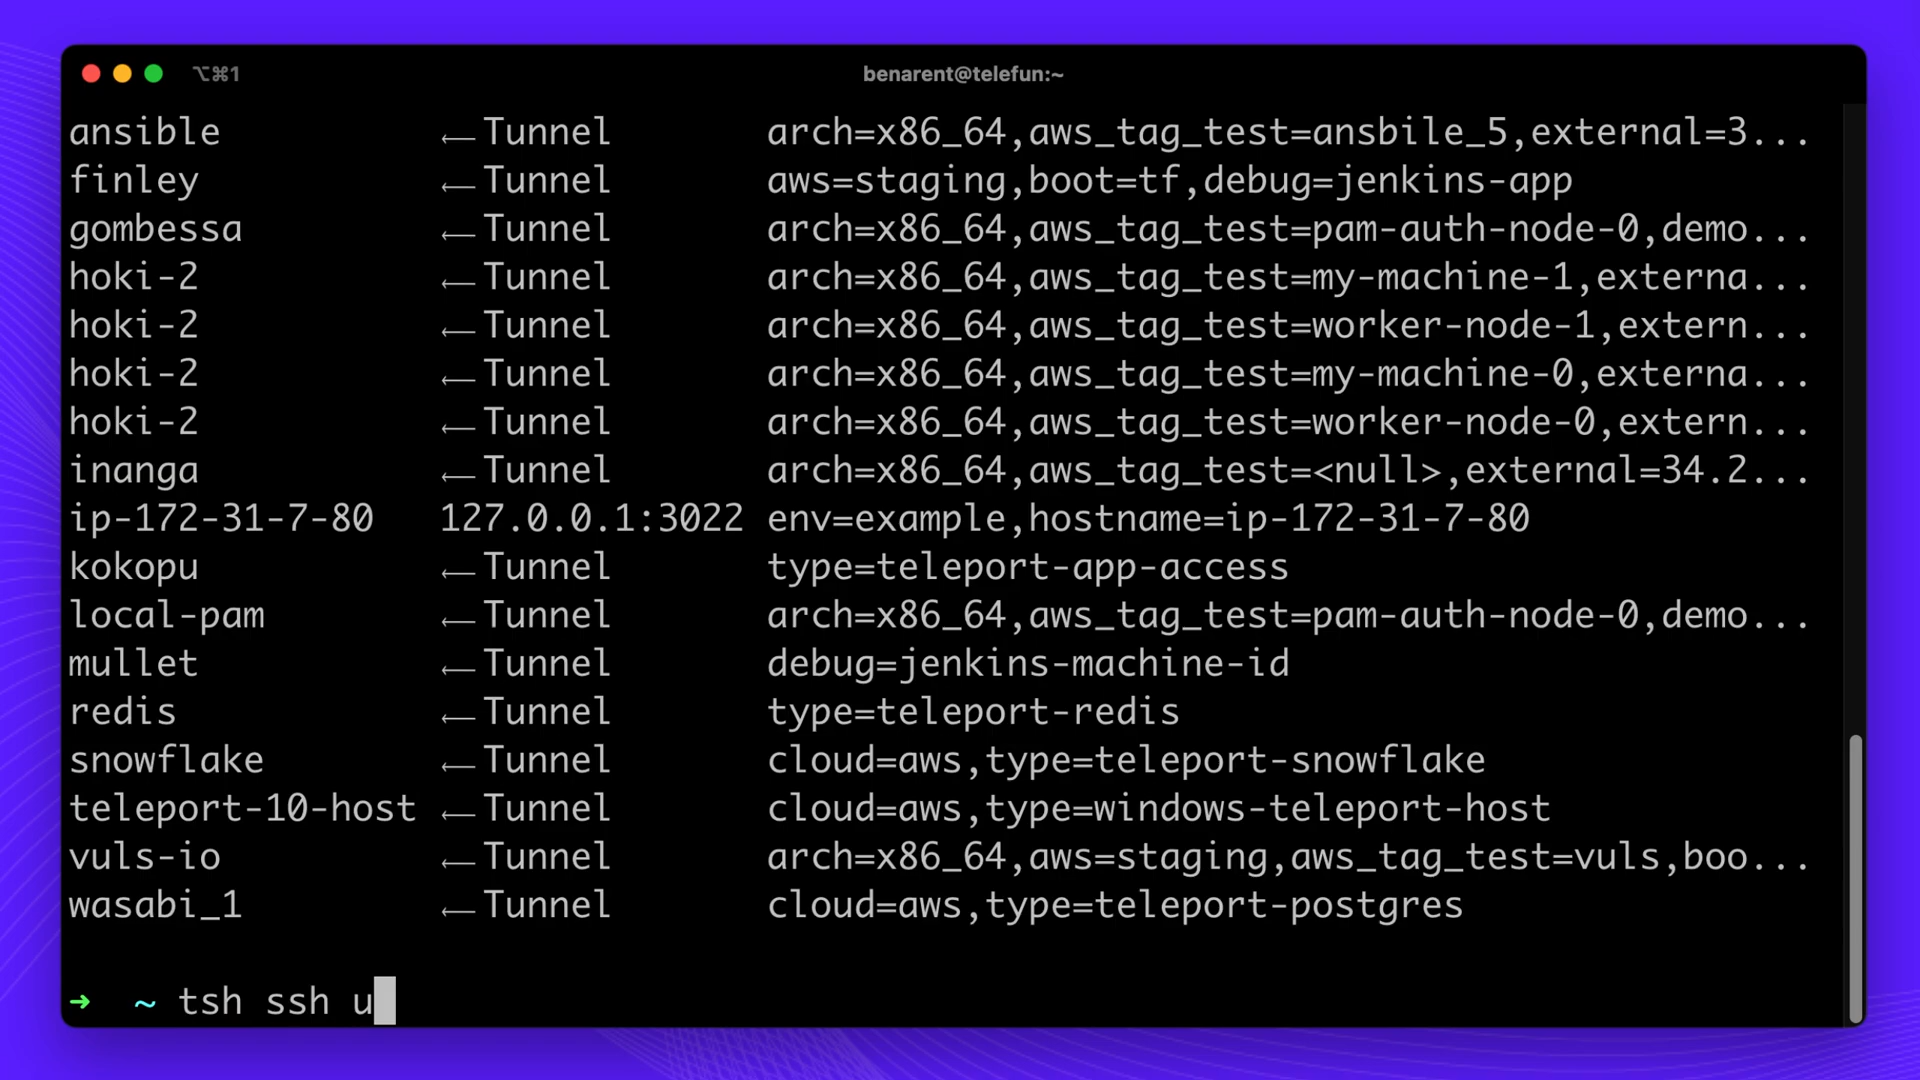 ⌥⌘1 benarent@telefun:~
ansible ⟵ Tunnel arch=x86_64,aws_tag_test=ansbile_5,external=3...
finley ⟵ Tunnel aws=staging,boot=tf,debug=jenkins-app
gombessa ⟵ Tunnel arch=x86_64,aws_tag_test=pam-auth-node-0,demo...
hoki-2 ⟵ Tunnel arch=x86_64,aws_tag_test=my-machine-1,externa...
hoki-2 ⟵ Tunnel arch=x86_64,aws_tag_test=worker-node-1,extern...
hoki-2 ⟵ Tunnel arch=x86_64,aws_tag_test=my-machine-0,externa...
hoki-2 ⟵ Tunnel arch=x86_64,aws_tag_test=worker-node-0,extern...
inanga ⟵ Tunnel arch=x86_64,aws_tag_test=<null>,external=34.2...
ip-172-31-7-80 127.0.0.1:3022 env=example,hostname=ip-172-31-7-80
kokopu ⟵ Tunnel type=teleport-app-access
local-pam ⟵ Tunnel arch=x86_64,aws_tag_test=pam-auth-node-0,demo...
mullet ⟵ Tunnel debug=jenkins-machine-id
redis ⟵ Tunnel type=teleport-redis
snowflake ⟵ Tunnel cloud=aws,type=teleport-snowflake
teleport-10-host ⟵ Tunnel cloud=aws,type=windows-teleport-host
vuls-io ⟵ Tunnel arch=x86_64,aws=staging,aws_tag_test=vuls,boo...
wasabi_1 ⟵ Tunnel cloud=aws,type=teleport-postgres
➜ ~ tsh ssh u